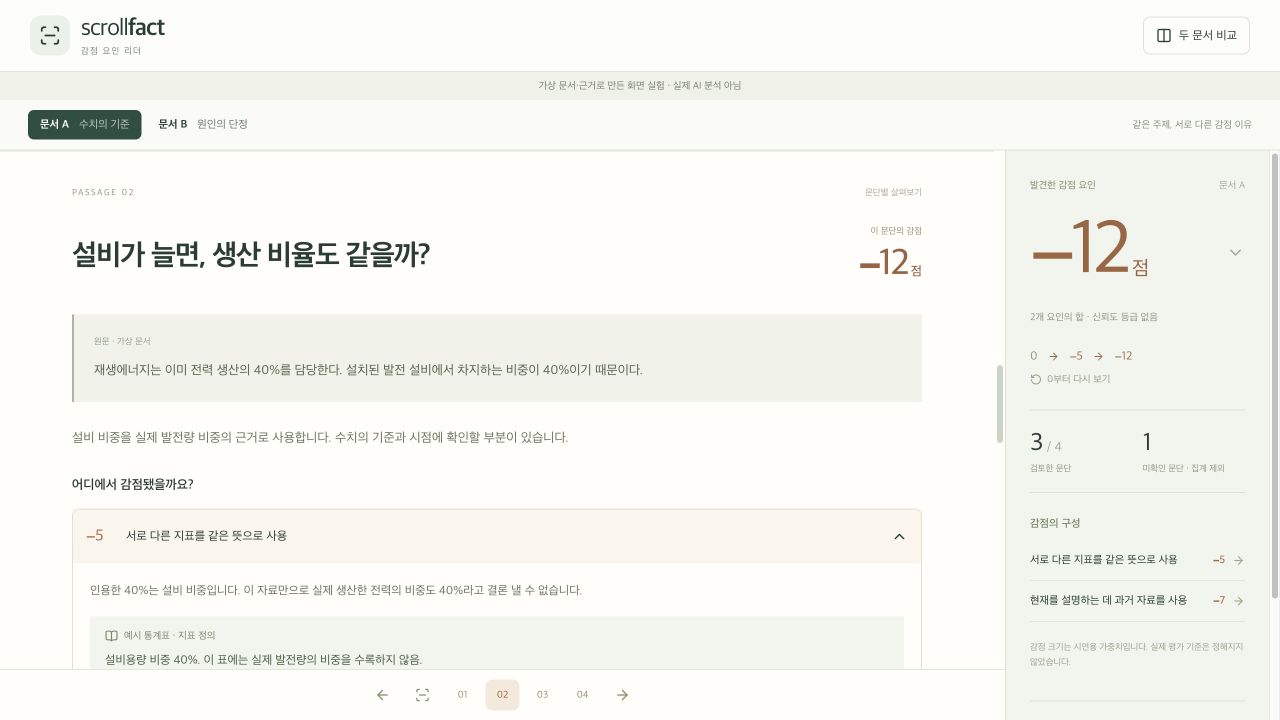 scrollfact
감점 요인 리더
두 문서 비교
가상 문서·근거로 만든 화면 실험 · 실제 AI 분석 아님
문서 A 수치의 기준
문서 B 원인의 단정
같은 주제, 서로 다른 감점 이유
PASSAGE 02
문단별 살펴보기
설비가 늘면, 생산 비율도 같을까?
이 문단의 감점
−12점
원문 · 가상 문서
재생에너지는 이미 전력 생산의 40%를 담당한다. 설치된 발전 설비에서 차지하는 비중이 40%이기 때문이다.
설비 비중을 실제 발전량 비중의 근거로 사용합니다. 수치의 기준과 시점에 확인할 부분이 있습니다.
어디에서 감점됐을까요?
−5 서로 다른 지표를 같은 뜻으로 사용
인용한 40%는 설비 비중입니다. 이 자료만으로 실제 생산한 전력의 비중도 40%라고 결론 낼 수 없습니다.
예시 통계표 · 지표 정의
설비용량 비중 40%. 이 표에는 실제 발전량의 비중을 수록하지 않음.
← 01 02 03 04 →
발견한 감점 요인
문서 A
−12점
2개 요인의 합 · 신뢰도 등급 없음
0 → −5 → −12
0부터 다시 보기
3 / 4
검토한 문단
1
미확인 문단 · 집계 제외
감점의 구성
서로 다른 지표를 같은 뜻으로 사용 −5 →
현재를 설명하는 데 과거 자료를 사용 −7 →
감점 크기는 시연용 가중치입니다. 실제 평가 기준은 정해지지
않았습니다.